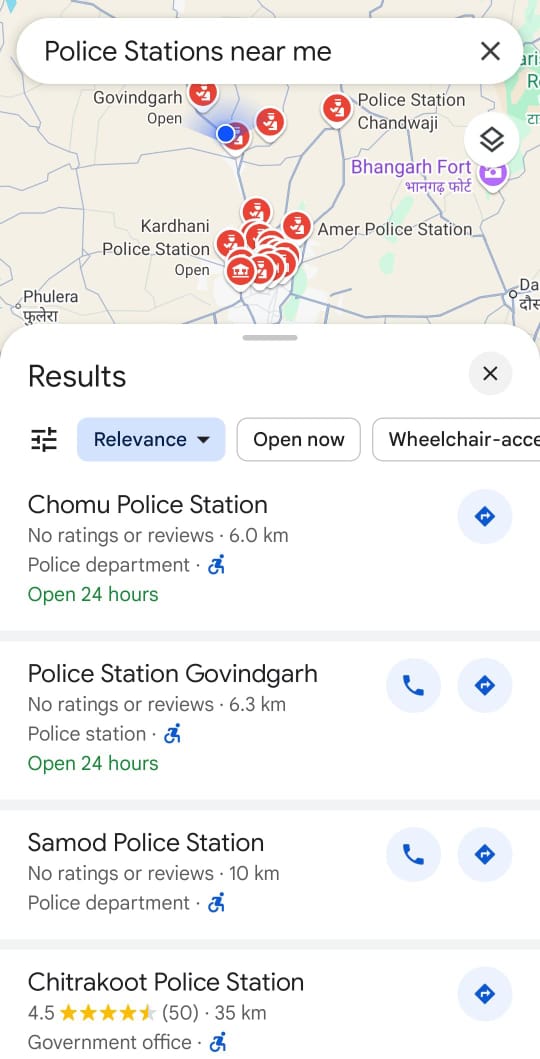 Police Stations near me
Govindgarh
Open
Police Station
Chandwaji
Bhangarh Fort
भानगढ़ फोर्ट
Kardhani
Police Station
Open
Amer Police Station
Phulera
फुलेरा
Results
Relevance
Open now
Wheelchair-acce
Chomu Police Station
No ratings or reviews · 6.0 km
Police department ·
Open 24 hours
Police Station Govindgarh
No ratings or reviews · 6.3 km
Police station ·
Open 24 hours
Samod Police Station
No ratings or reviews · 10 km
Police department ·
Chitrakoot Police Station
4.5 ★★★★⯨ (50) · 35 km
Government office ·